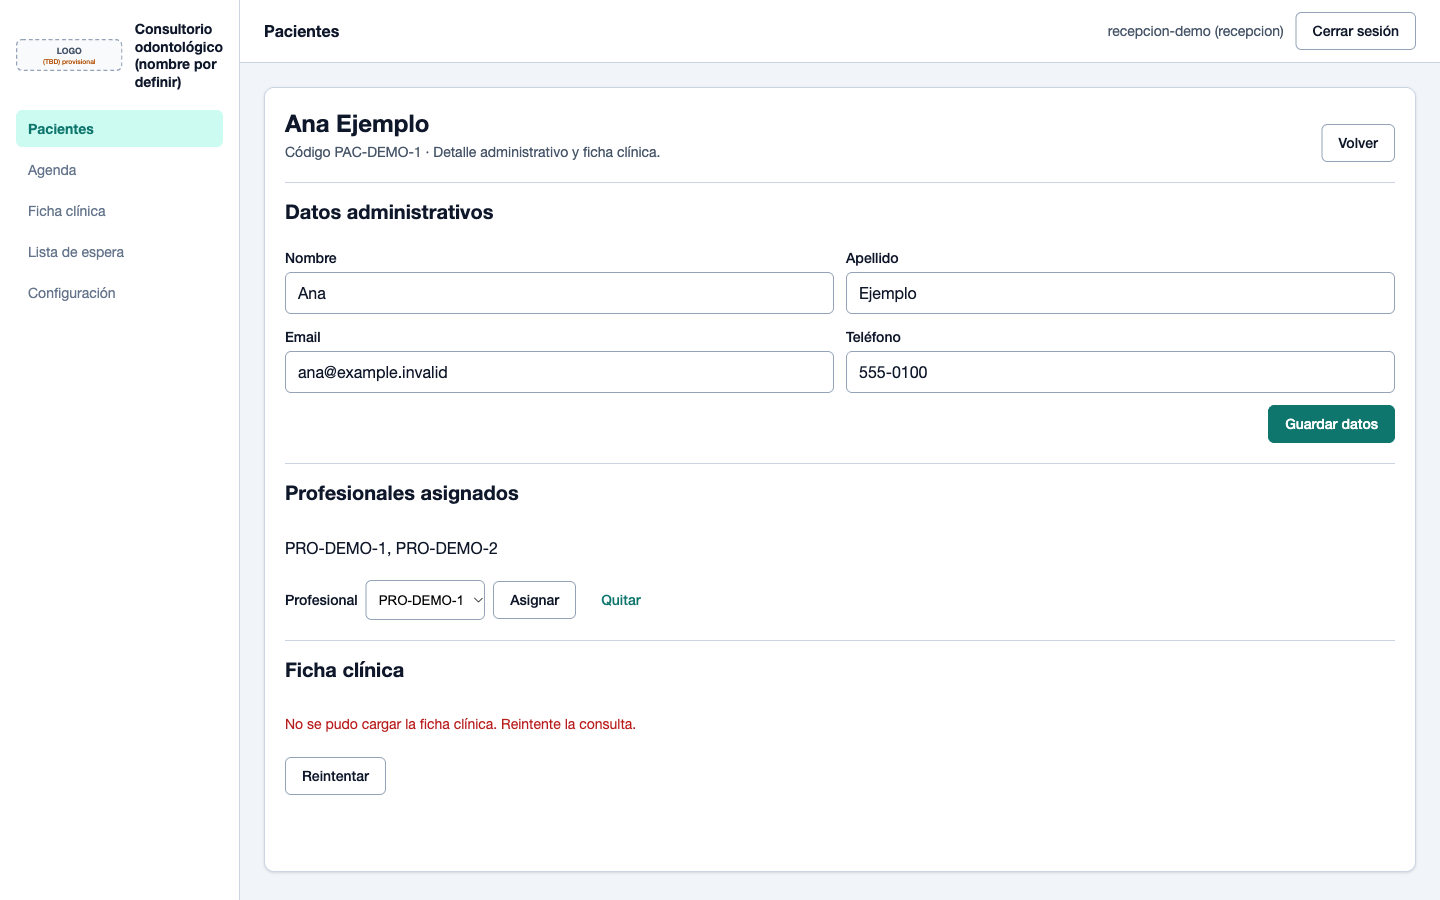 LOGO
(TBD) provisional
Consultorio
odontológico
(nombre por
definir)
Pacientes
Agenda
Ficha clínica
Lista de espera
Configuración
Pacientes
recepcion-demo (recepcion)
Cerrar sesión
Ana Ejemplo
Código PAC-DEMO-1 · Detalle administrativo y ficha clínica.
Volver
Datos administrativos
Nombre
Apellido
Ana
Ejemplo
Email
Teléfono
ana@example.invalid
555-0100
Guardar datos
Profesionales asignados
PRO-DEMO-1, PRO-DEMO-2
Profesional
PRO-DEMO-1
Asignar
Quitar
Ficha clínica
No se pudo cargar la ficha clínica. Reintente la consulta.
Reintentar